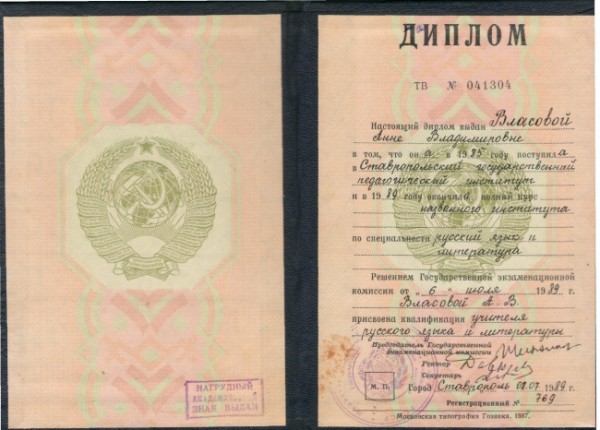 НАГРУДНЫЙ
АКАДЕМИЧЕСКИЙ
ЗНАК ВЫДАН
ДИПЛОМ
ТВ № 041304
Настоящий диплом выдан Власовой
Анне Владимировне
в том, что она в 1985 году поступила
в Ставропольский государственный
педагогический институт
и в 1989 году окончила полный курс
названного института
по специальности русский язык и
литература
Решением Государственной экзаменационной
комиссии от "6" июля 1989 г.
Власовой А. В.
присвоена квалификация учителя
русского языка и литературы
Председатель Государственной
экзаменационной комиссии
Ректор
Секретарь
М. П.
Город Ставрополь 07.07 1989 г.
Регистрационный №
769
Московская типография Гознака. 1987.